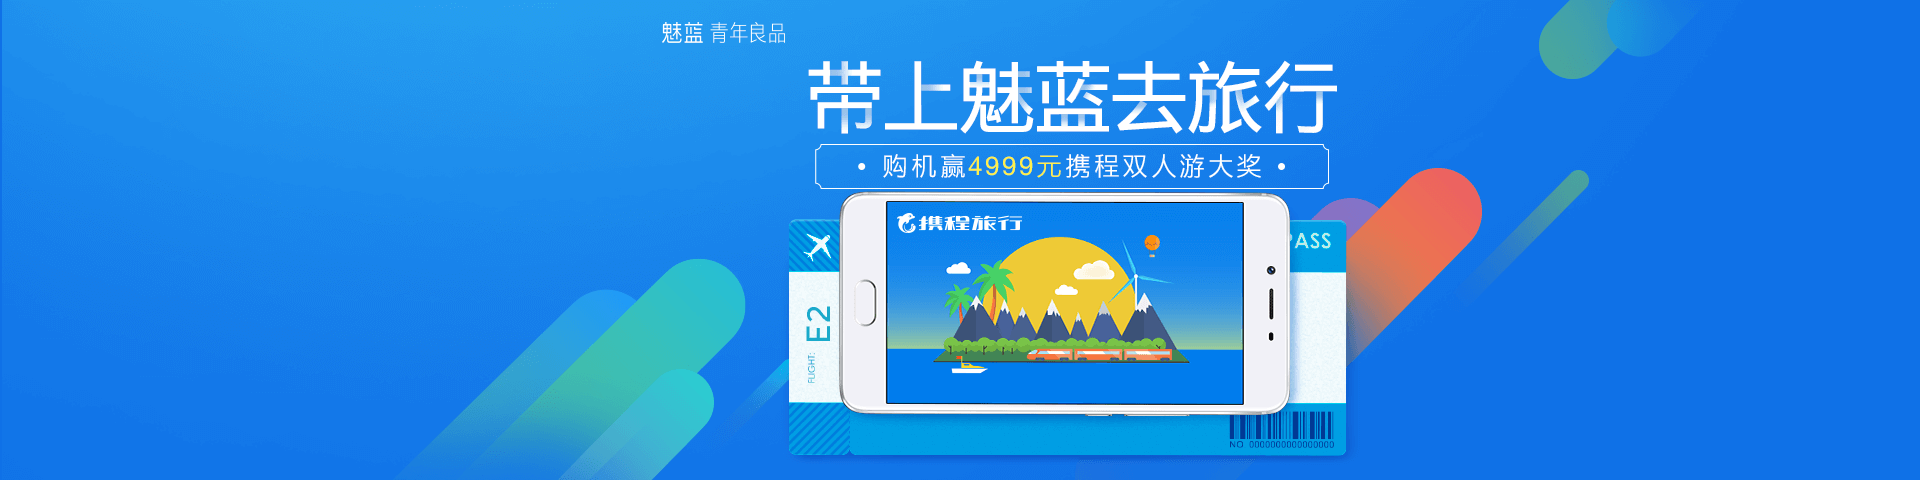 魅蓝 青年良品
带上魅蓝去旅行
• 购机赢4999元携程双人游大奖 •
携程旅行
PASS
FLIGHT: E2
NO 0000000000000000